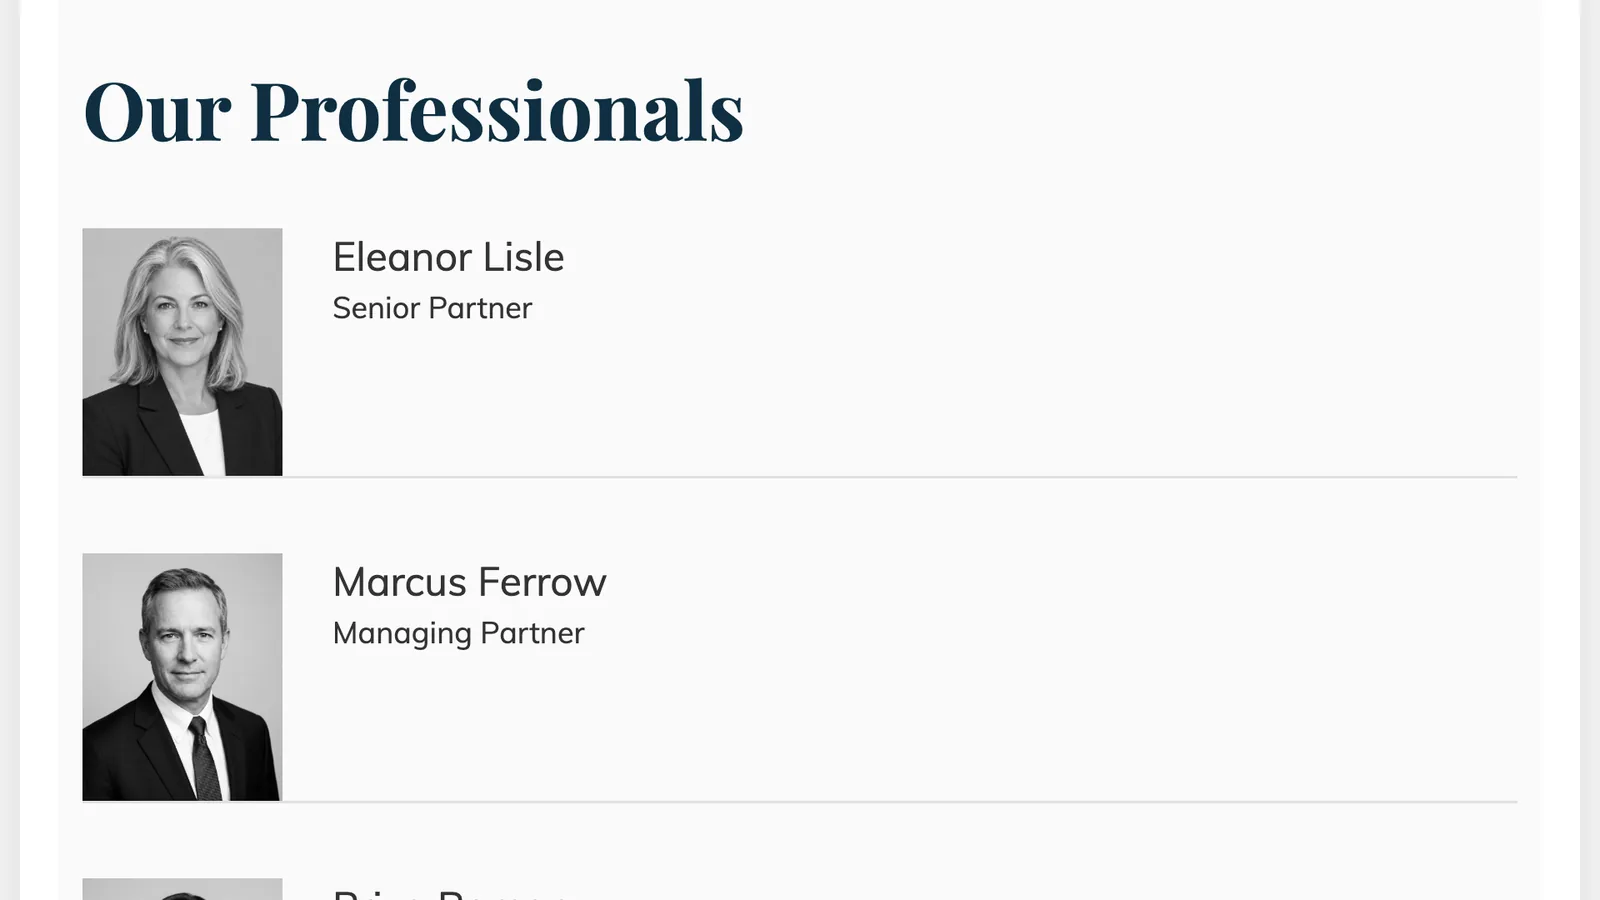 Our Professionals
Eleanor Lisle
Senior Partner
Marcus Ferrow
Managing Partner